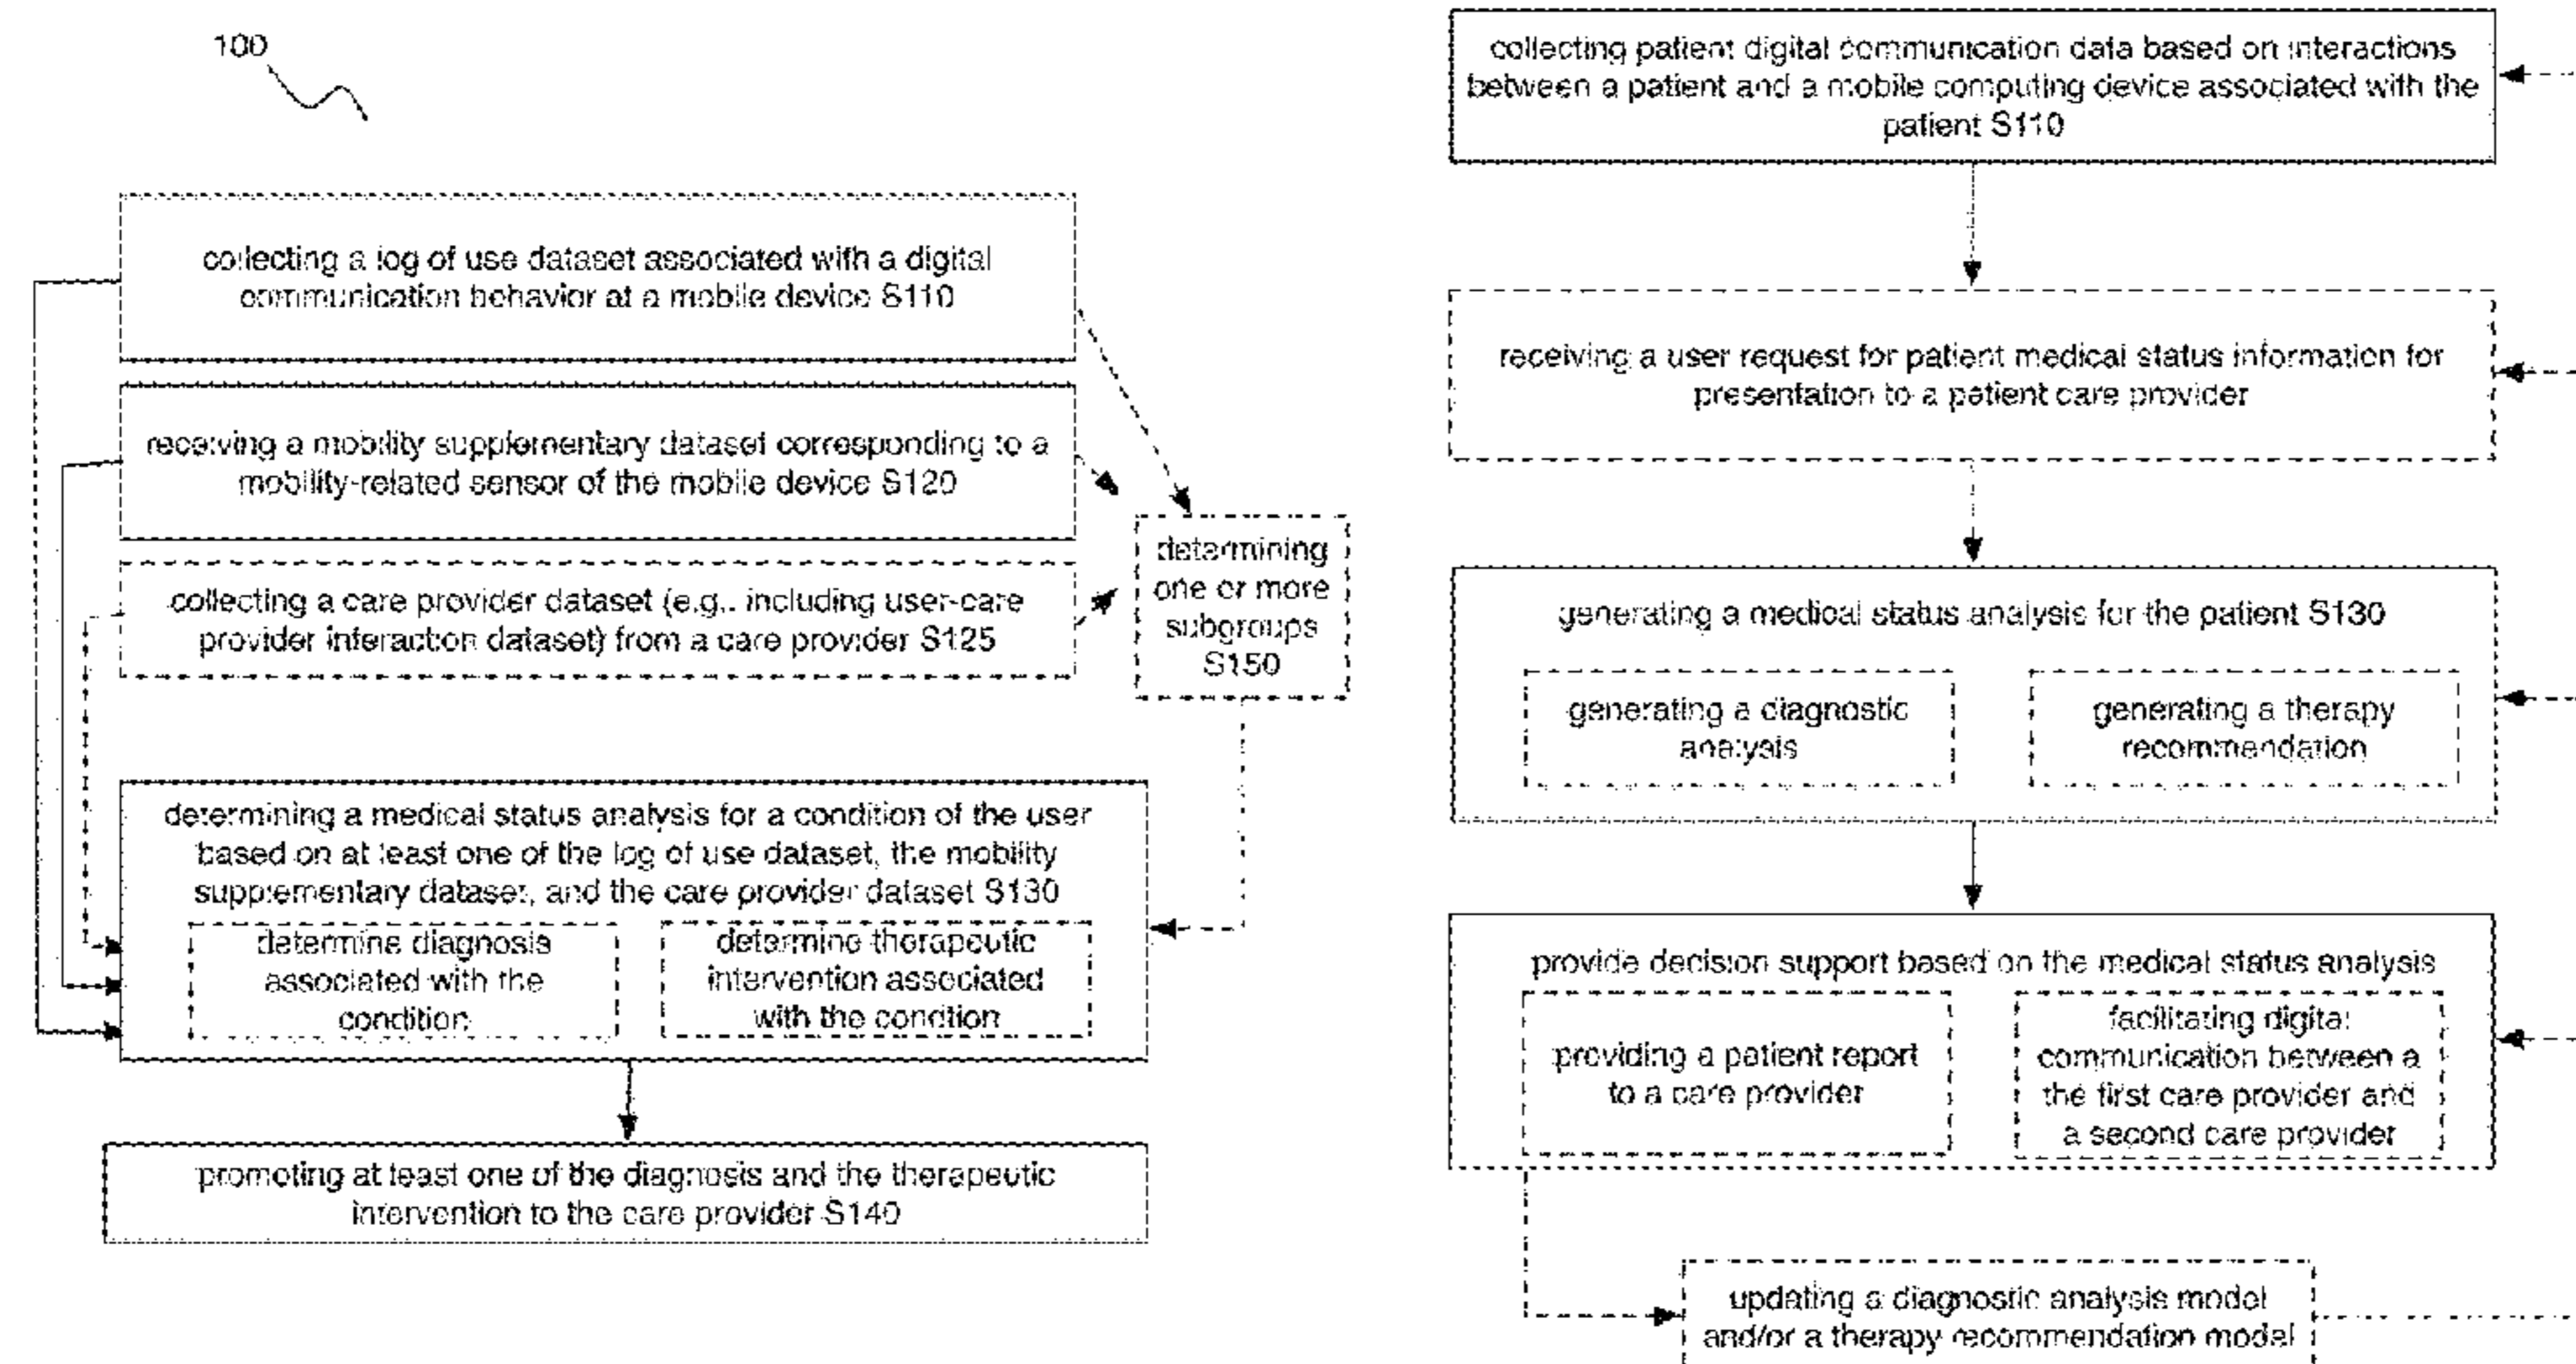 100
collecting a log of use dataset associated with a digital
communication behavior at a mobile device S110
receiving a mobility supplementary dataset corresponding to a
mobility-related sensor of the mobile device S120
collecting a care provider dataset (e.g., including user-care
provider interaction dataset) from a care provider S125
determining
one or more
subgroups
S150
determining a medical status analysis for a condition of the user
based on at least one of the log of use dataset, the mobility
supplementary dataset, and the care provider dataset S130
determine diagnosis
associated with the
condition
determine therapeutic
intervention associated
with the condition
promoting at least one of the diagnosis and the therapeutic
intervention to the care provider S140
collecting patient digital communication data based on interactions
between a patient and a mobile computing device associated with the
patient S110
receiving a user request for patient medical status information for
presentation to a patient care provider
generating a medical status analysis for the patient S130
generating a diagnostic
analysis
generating a therapy
recommendation
provide decision support based on the medical status analysis
providing a patient report
to a care provider
facilitating digital
communication between a
the first care provider and
a second care provider
updating a diagnostic analysis model
and/or a therapy recommendation model